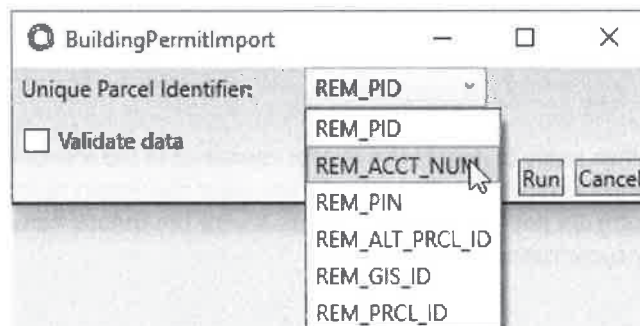 BuildingPermitImport
Unique Parcel Identifier: REM_PID
Validate data
REM_PID
REM_ACCT_NUM
REM_PIN
REM_ALT_PRCL_ID
REM_GIS_ID
REM_PRCL_ID
Run Cancel